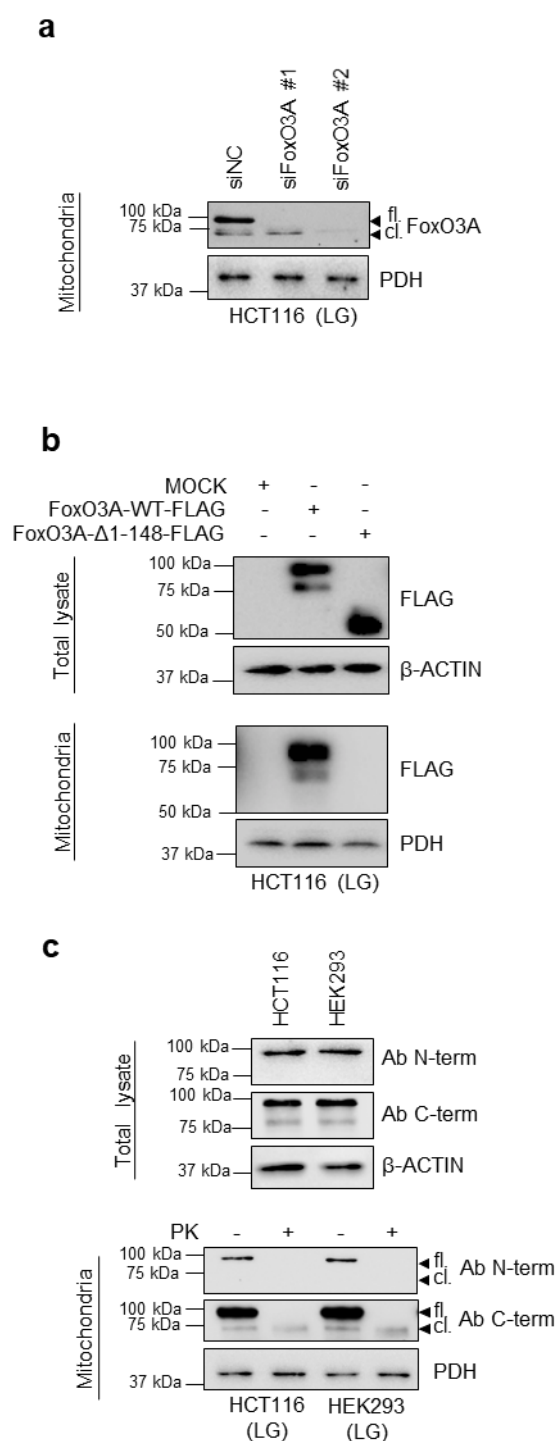 a
siNC
siFoxO3A #1
siFoxO3A #2
Mitochondria
100 kDa
75 kDa
fl.
cl.
FoxO3A
37 kDa
PDH
HCT116 (LG)
b
MOCK + - -
FoxO3A-WT-FLAG - + -
FoxO3A-Δ1-148-FLAG - - +
Total lysate
100 kDa
75 kDa
50 kDa
FLAG
37 kDa
β-ACTIN
Mitochondria
100 kDa
75 kDa
50 kDa
FLAG
37 kDa
PDH
HCT116 (LG)
c
HCT116
HEK293
Total lysate
100 kDa
75 kDa
Ab N-term
100 kDa
75 kDa
Ab C-term
37 kDa
β-ACTIN
PK - + - +
Mitochondria
100 kDa
75 kDa
fl.
cl.
Ab N-term
100 kDa
75 kDa
fl.
cl.
Ab C-term
37 kDa
PDH
HCT116 HEK293
(LG) (LG)